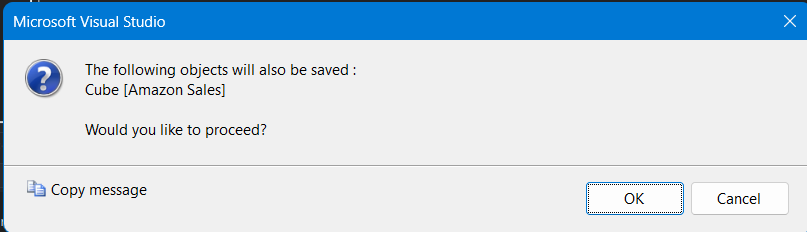 Microsoft Visual Studio
The following objects will also be saved :
Cube [Amazon Sales]
Would you like to proceed?
Copy message
OK
Cancel